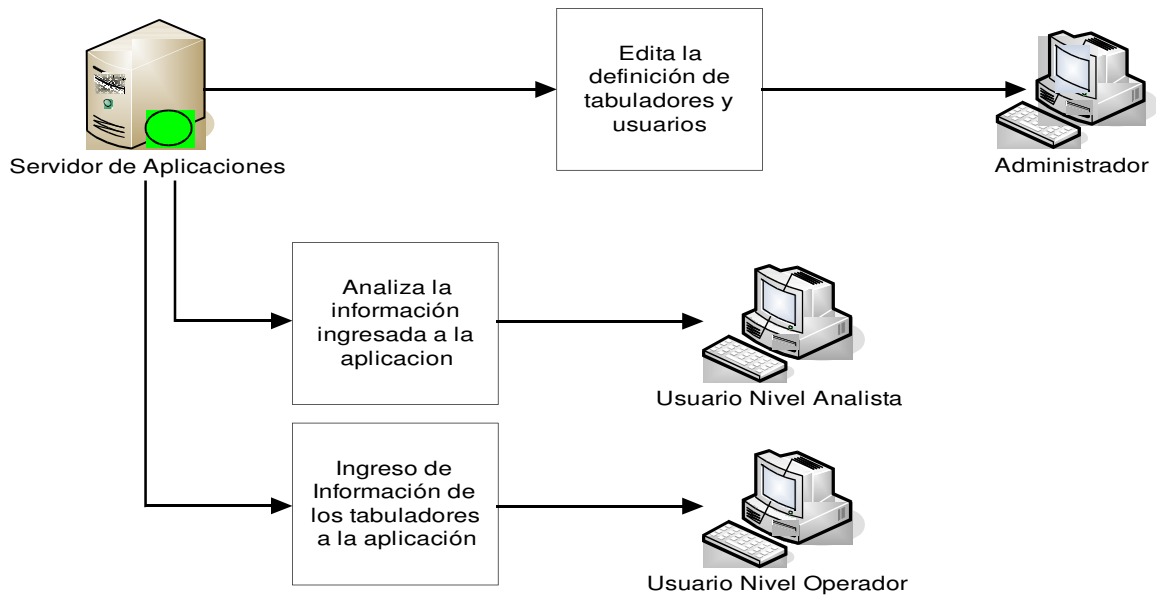 Edita la
definición de
tabuladores y
usuarios
Servidor de Aplicaciones
Administrador
Analiza la
información
ingresada a la
aplicacion
Usuario Nivel Analista
Ingreso de
Información de
los tabuladores
a la aplicación
Usuario Nivel Operador